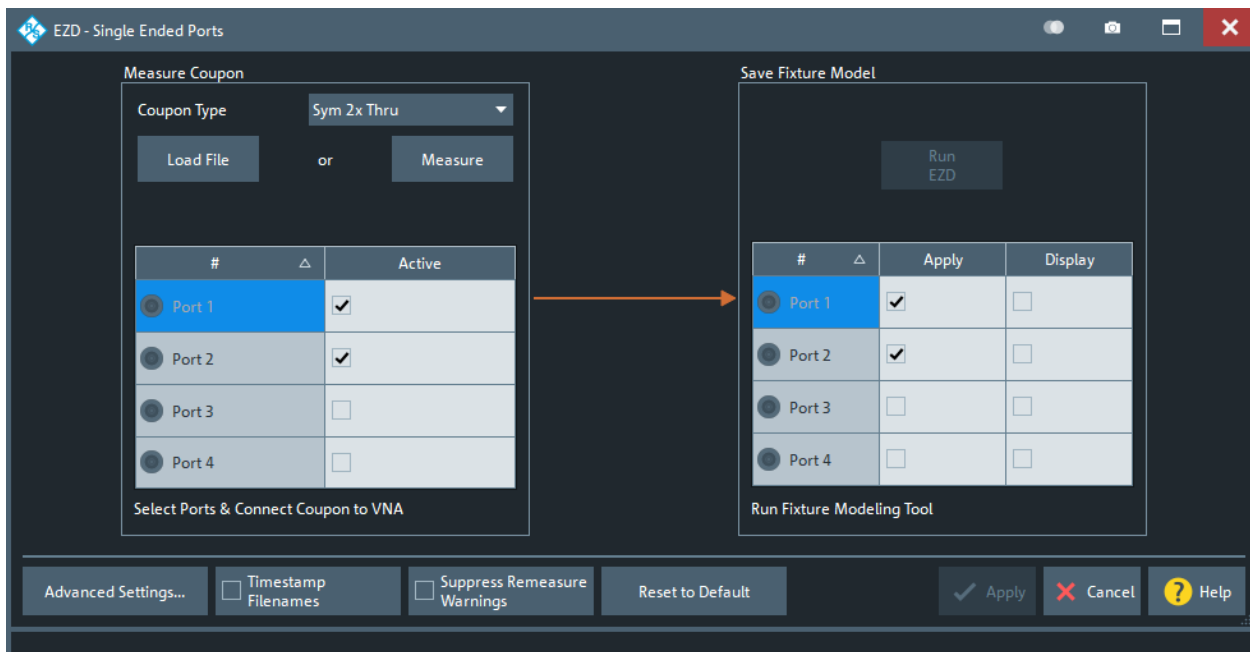 EZD - Single Ended Ports
Measure Coupon
Coupon Type
Sym 2x Thru
Load File
or
Measure
# Active
Port 1
Port 2
Port 3
Port 4
Select Ports & Connect Coupon to VNA
Save Fixture Model
Run
EZD
# Apply Display
Port 1
Port 2
Port 3
Port 4
Run Fixture Modeling Tool
Advanced Settings...
Timestamp
Filenames
Suppress Remeasure
Warnings
Reset to Default
Apply
Cancel
? Help